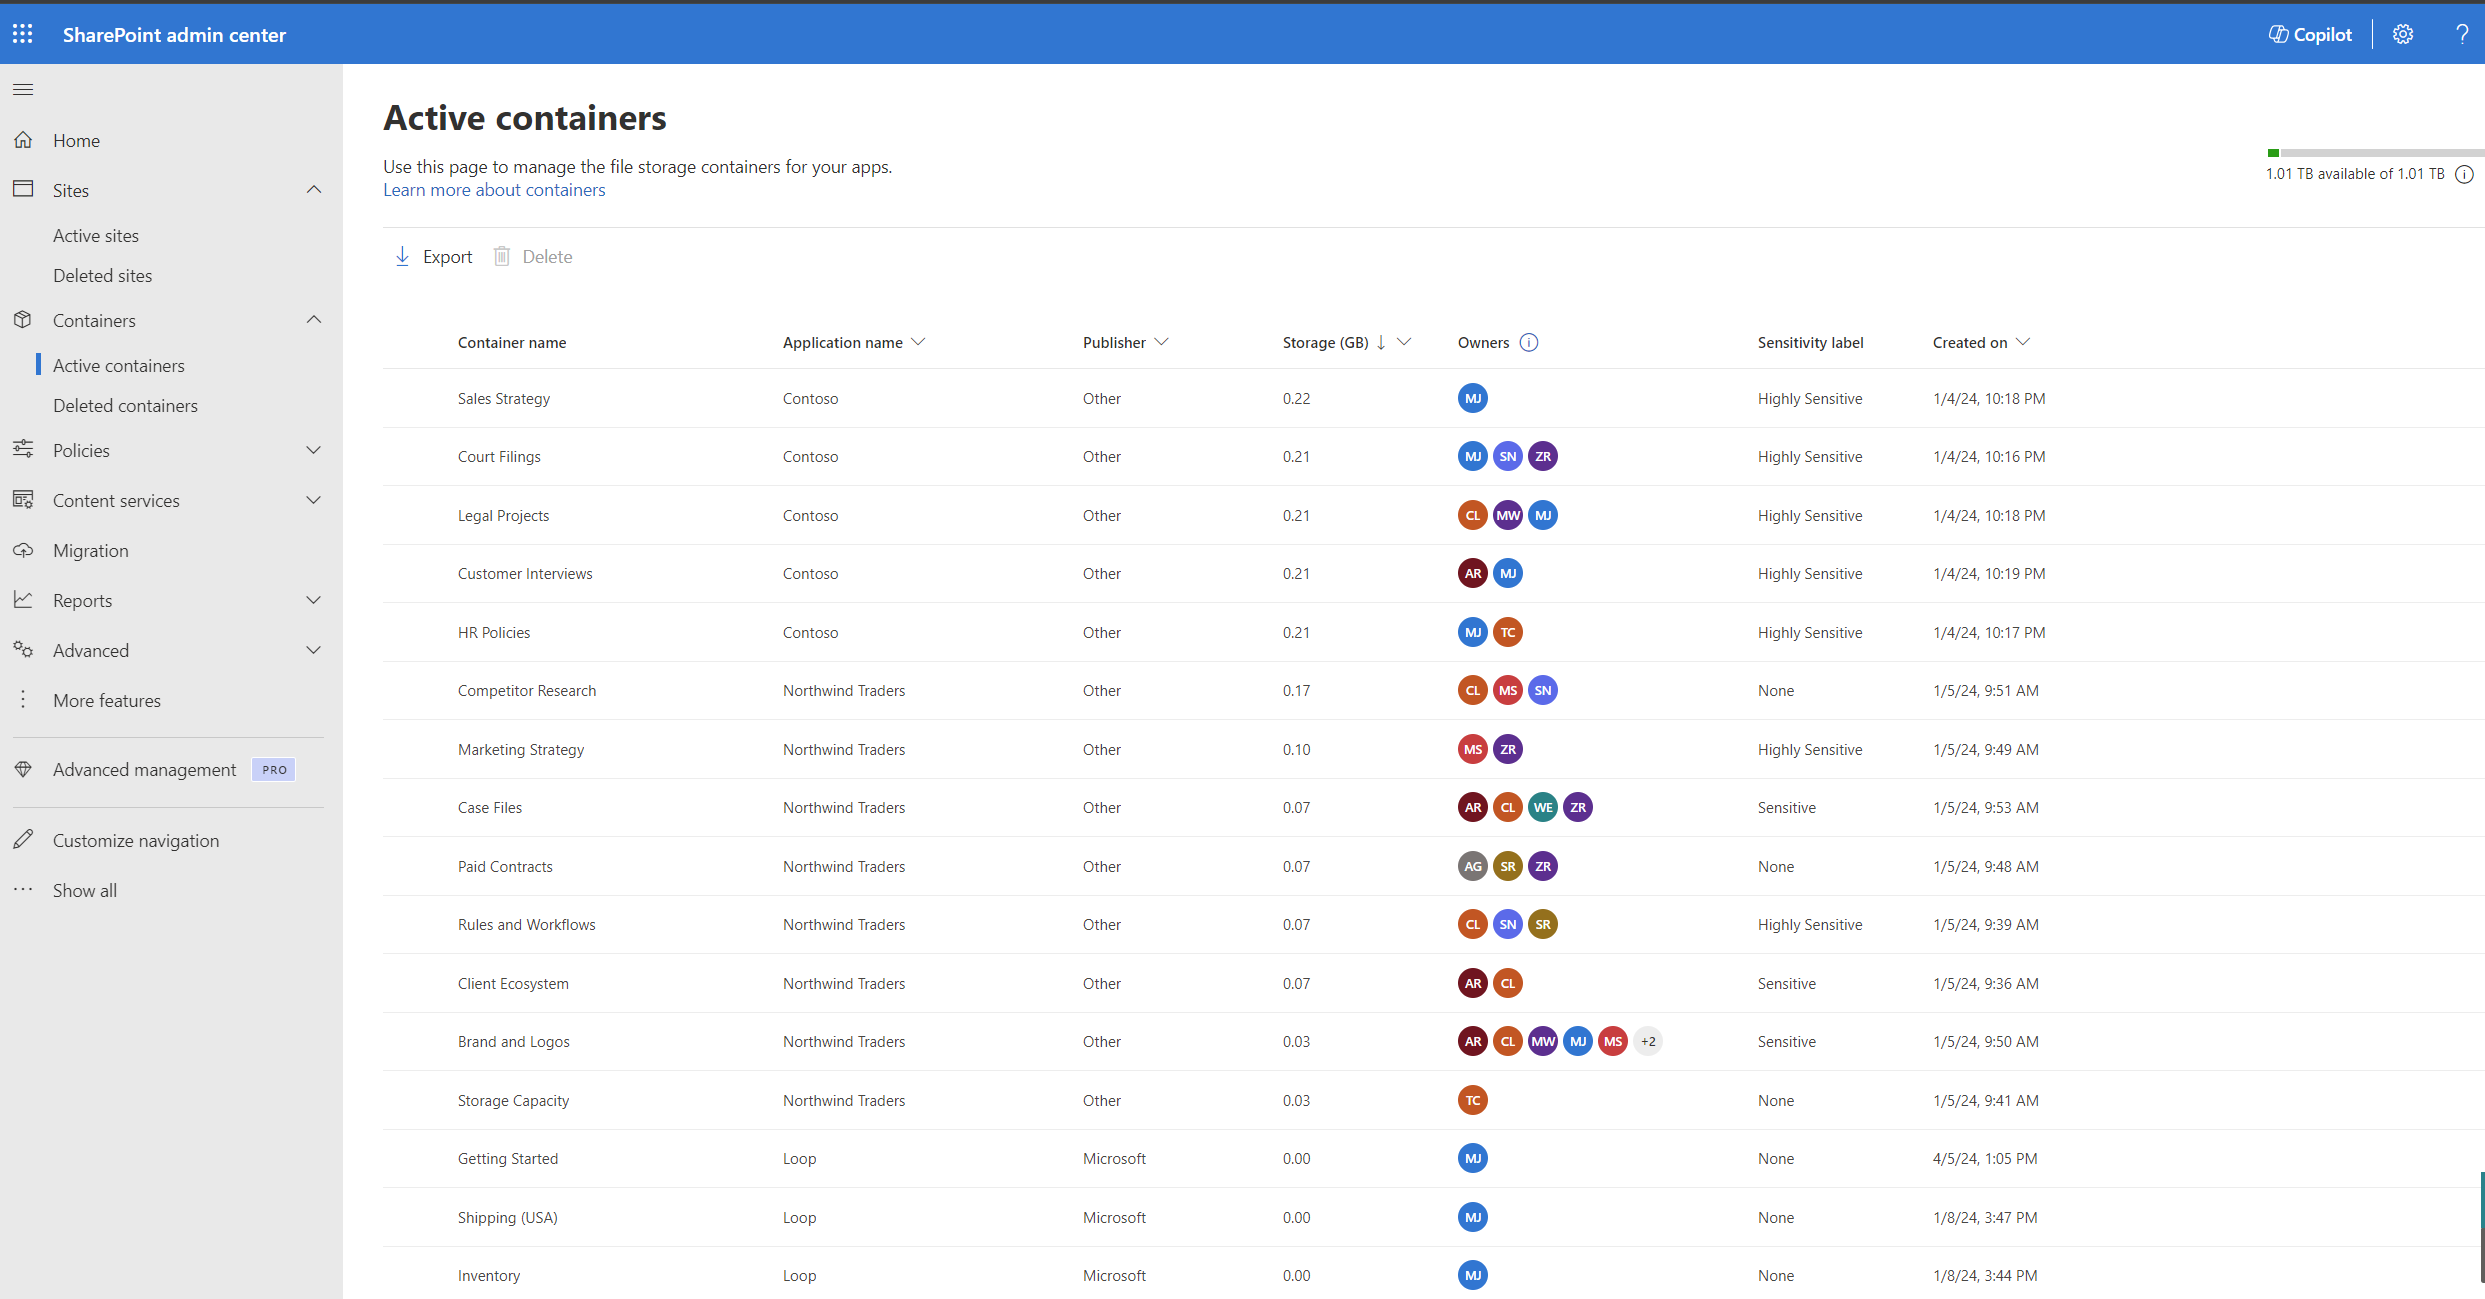 SharePoint admin center
Copilot
?
Home
Sites
Active sites
Deleted sites
Containers
Active containers
Deleted containers
Policies
Content services
Migration
Reports
Advanced
More features
Advanced management PRO
Customize navigation
Show all
Active containers
Use this page to manage the file storage containers for your apps.
Learn more about containers
1.01 TB available of 1.01 TB
Export Delete
Container name Application name Publisher Storage (GB) Owners Sensitivity label Created on
Sales Strategy Contoso Other 0.22 MJ Highly Sensitive 1/4/24, 10:18 PM
Court Filings Contoso Other 0.21 MJ SN ZR Highly Sensitive 1/4/24, 10:16 PM
Legal Projects Contoso Other 0.21 CL MW MJ Highly Sensitive 1/4/24, 10:18 PM
Customer Interviews Contoso Other 0.21 AR MJ Highly Sensitive 1/4/24, 10:19 PM
HR Policies Contoso Other 0.21 MJ TC Highly Sensitive 1/4/24, 10:17 PM
Competitor Research Northwind Traders Other 0.17 CL MS SN None 1/5/24, 9:51 AM
Marketing Strategy Northwind Traders Other 0.10 MS ZR Highly Sensitive 1/5/24, 9:49 AM
Case Files Northwind Traders Other 0.07 AR CL WE ZR Sensitive 1/5/24, 9:53 AM
Paid Contracts Northwind Traders Other 0.07 AG SR ZR None 1/5/24, 9:48 AM
Rules and Workflows Northwind Traders Other 0.07 CL SN SR Highly Sensitive 1/5/24, 9:39 AM
Client Ecosystem Northwind Traders Other 0.07 AR CL Sensitive 1/5/24, 9:36 AM
Brand and Logos Northwind Traders Other 0.03 AR CL MW MJ MS +2 Sensitive 1/5/24, 9:50 AM
Storage Capacity Northwind Traders Other 0.03 TC None 1/5/24, 9:41 AM
Getting Started Loop Microsoft 0.00 MJ None 4/5/24, 1:05 PM
Shipping (USA) Loop Microsoft 0.00 MJ None 1/8/24, 3:47 PM
Inventory Loop Microsoft 0.00 MJ None 1/8/24, 3:44 PM